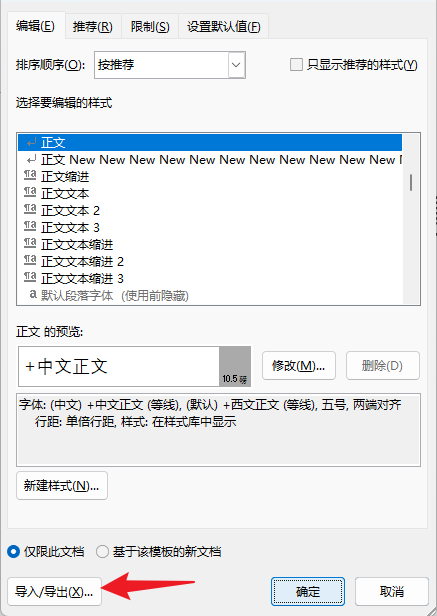 编辑(E) 推荐(R) 限制(S) 设置默认值(F)
排序顺序(O): 按推荐 只显示推荐的样式(Y)
选择要编辑的样式
正文
正文 New New New New New New New New New New New N
正文缩进
正文文本
正文文本 2
正文文本 3
正文文本缩进
正文文本缩进 2
正文文本缩进 3
a 默认段落字体 (使用前隐藏)
正文 的预览:
+中文正文 10.5 磅
修改(M)... 删除(D)
字体: (中文) +中文正文 (等线), (默认) +西文正文 (等线), 五号, 两端对齐
行距: 单倍行距, 样式: 在样式库中显示
新建样式(N)...
仅限此文档 基于该模板的新文档
导入/导出(X)... 确定 取消